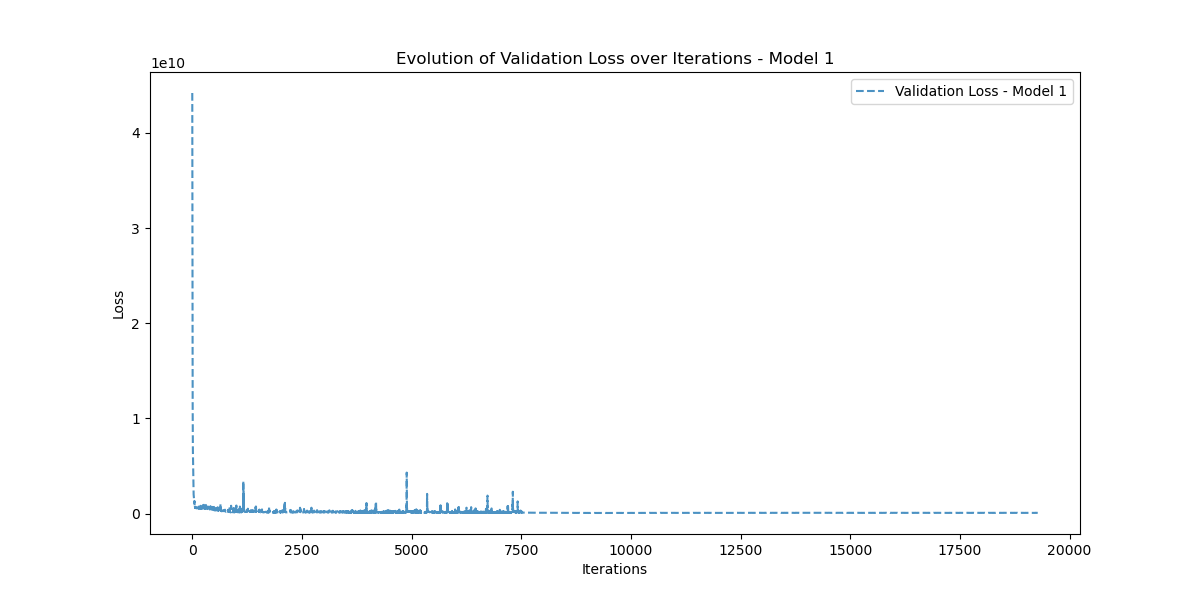 Evolution of Validation Loss over Iterations - Model 1
1e10
Validation Loss - Model 1
4
3
2
1
0
Loss
0 2500 5000 7500 10000 12500 15000 17500 20000
Iterations